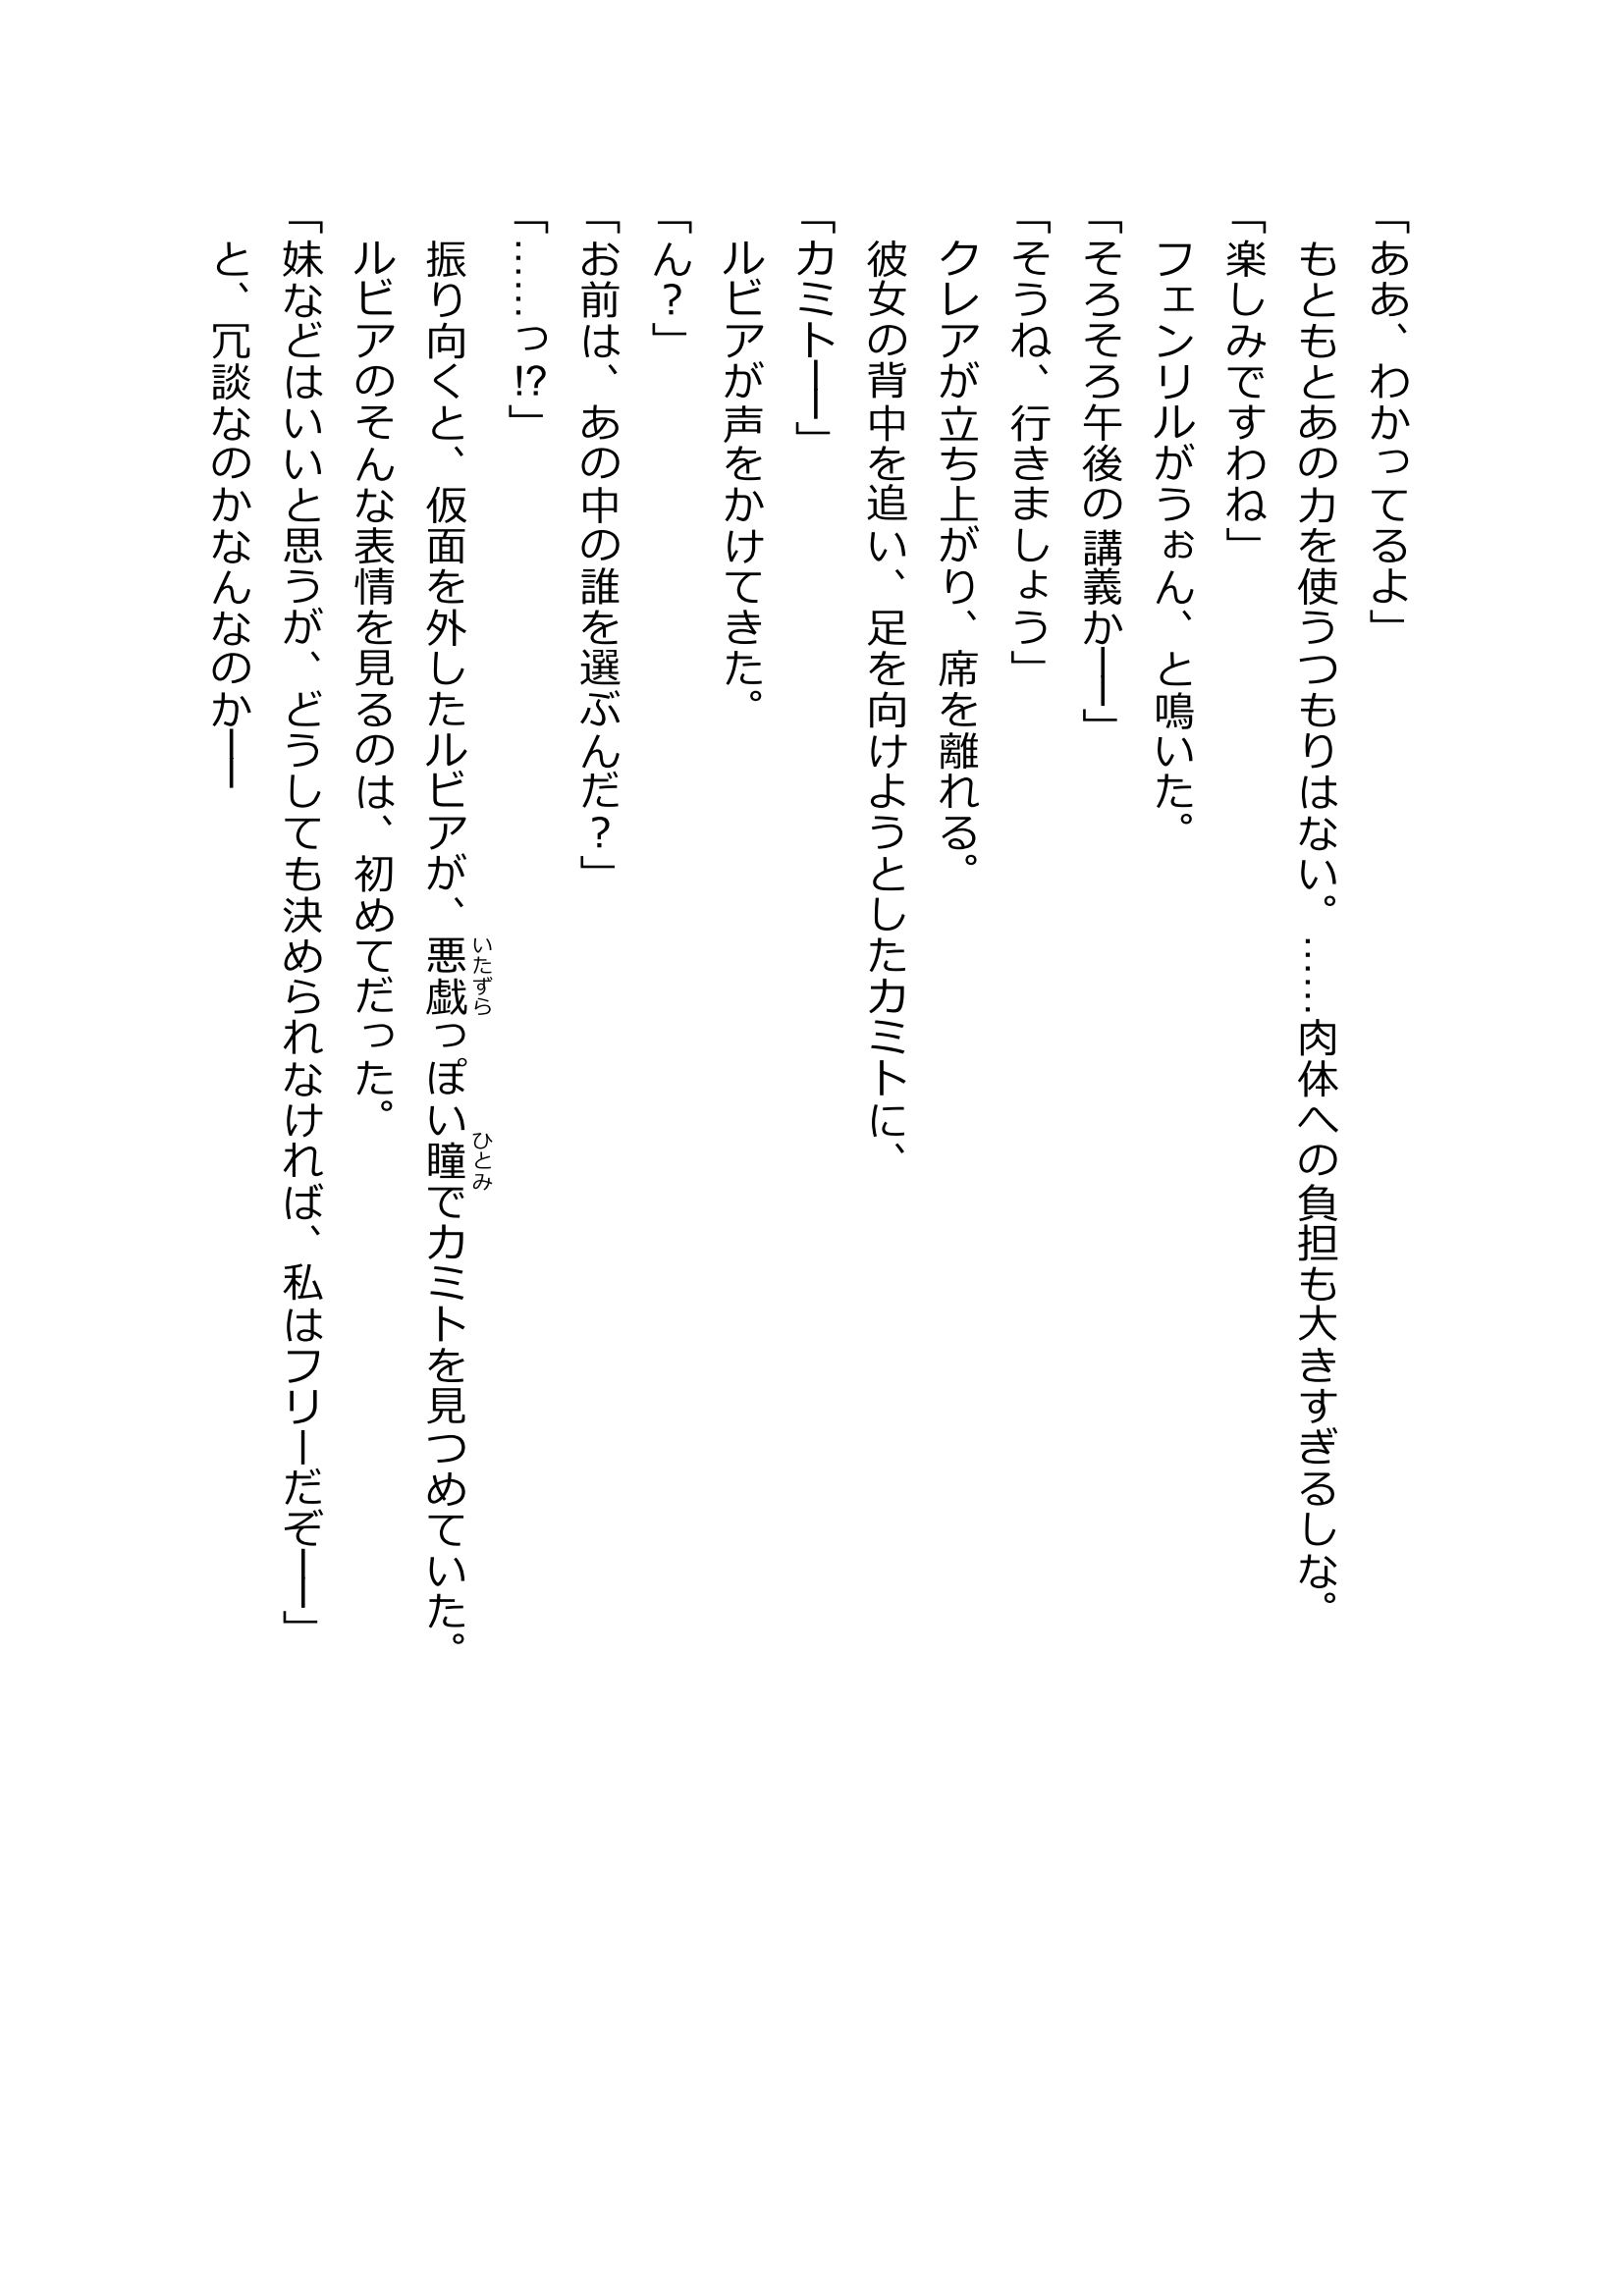 「ああ、わかってるよ」
　もともとあの力を使うつもりはない。……肉体への負担も大きすぎるしな。
「楽しみですわね」
　フェンリルがうぉん、と鳴いた。
「そろそろ午後の講義か──」
「そうね、行きましょう」
　クレアが立ち上がり、席を離れる。
　彼女の背中を追い、足を向けようとしたカミトに、
「カミト──」
　ルビアが声をかけてきた。
「ん？」
「お前は、あの中の誰を選ぶんだ？」
「……っ⁉」
　振り向くと、仮面を外したルビアが、悪戯っぽい瞳でカミトを見つめていた。
いたずら
ひとみ
　ルビアのそんな表情を見るのは、初めてだった。
「妹などはいいと思うが、どうしても決められなければ、私はフリーだぞ──」
　と、冗談なのかなんなのか──